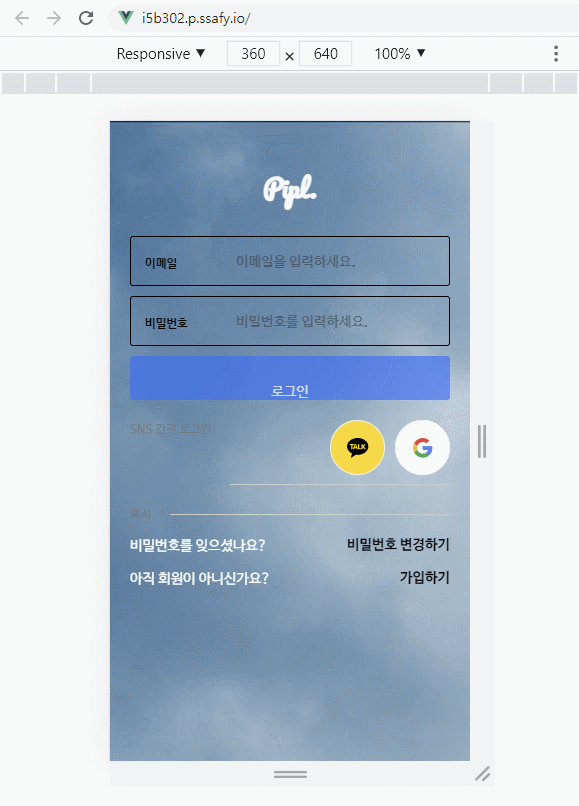 i5b302.p.ssafy.io/
Responsive ▼ 360 × 640 100% ▼
Pipl.
이메일 이메일을 입력하세요.
비밀번호 비밀번호를 입력하세요.
로그인
SNS 간편 로그인
TALK
G
혹시
비밀번호를 잊으셨나요? 비밀번호 변경하기
아직 회원이 아니신가요? 가입하기